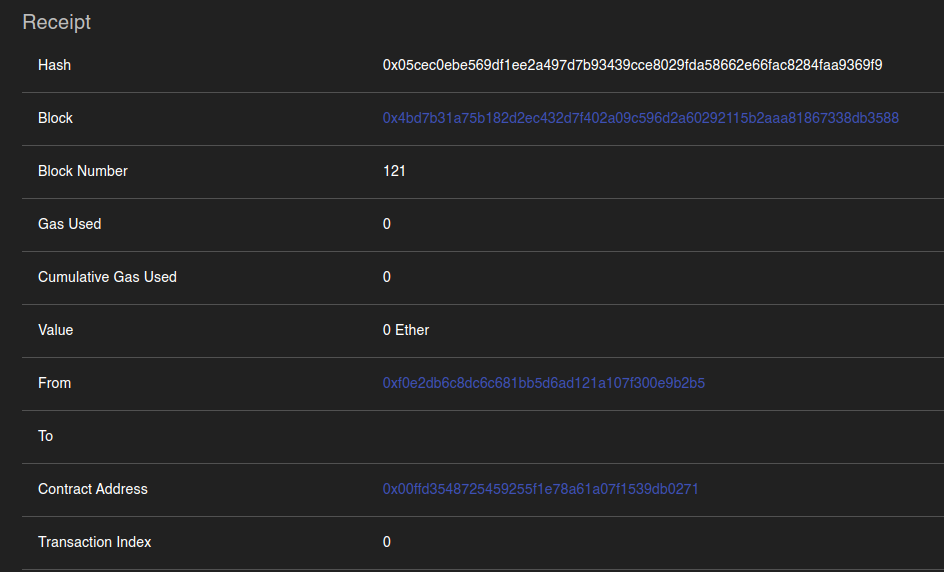 Receipt
Hash 0x05cec0ebe569df1ee2a497d7b93439cce8029fda58662e66fac8284faa9369f9
Block 0x4bd7b31a75b182d2ec432d7f402a09c596d2a60292115b2aaa81867338db3588
Block Number 121
Gas Used 0
Cumulative Gas Used 0
Value 0 Ether
From 0xf0e2db6c8dc6c681bb5d6ad121a107f300e9b2b5
To
Contract Address 0x00ffd3548725459255f1e78a61a07f1539db0271
Transaction Index 0